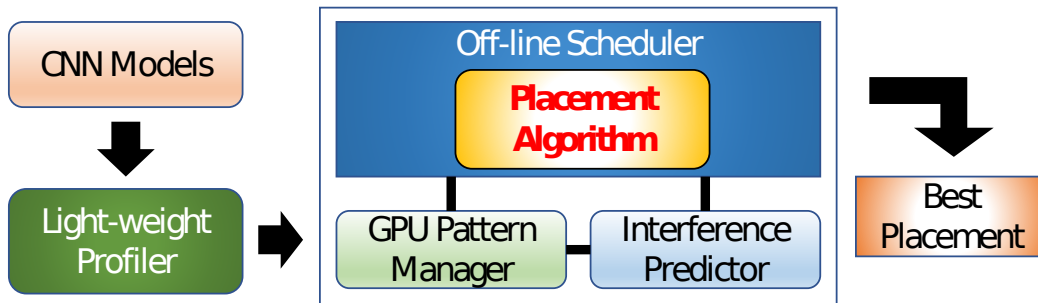 CNN Models
Light-weight
Profiler
Off-line Scheduler
Placement
Algorithm
GPU Pattern
Manager
Interference
Predictor
Best
Placement